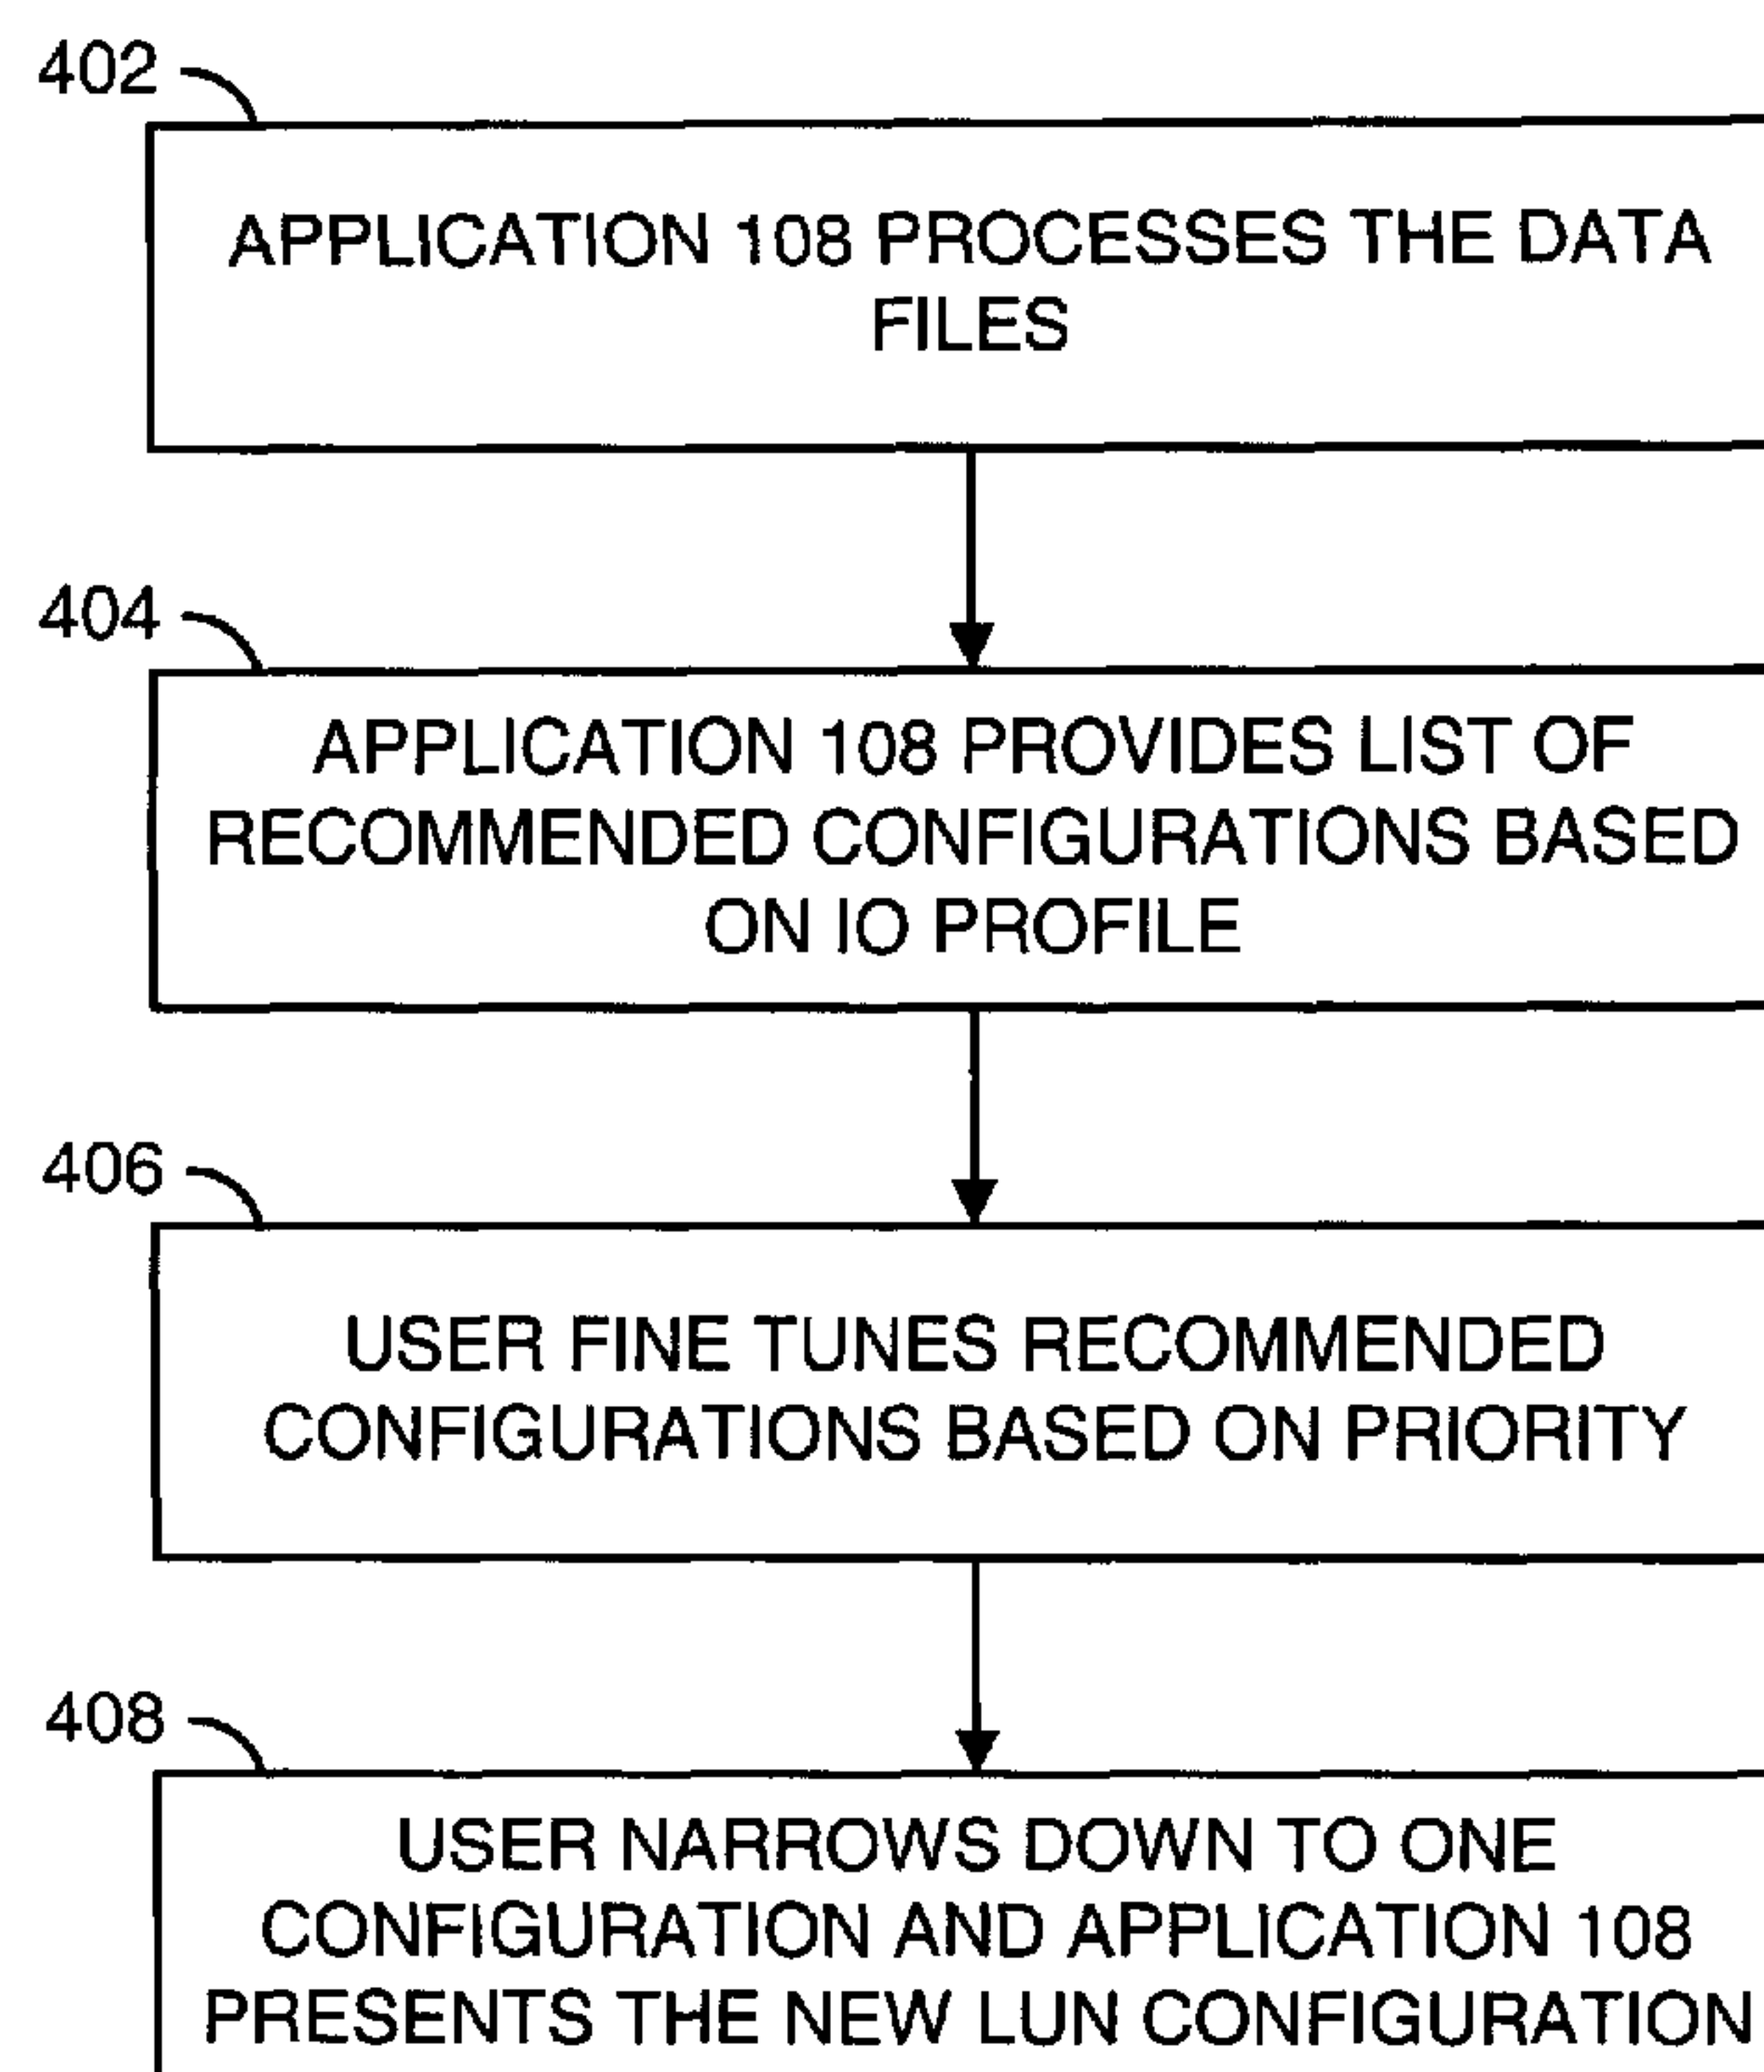 402
APPLICATION 108 PROCESSES THE DATA
FILES
404
APPLICATION 108 PROVIDES LIST OF
RECOMMENDED CONFIGURATIONS BASED
ON IO PROFILE
406
USER FINE TUNES RECOMMENDED
CONFIGURATIONS BASED ON PRIORITY
408
USER NARROWS DOWN TO ONE
CONFIGURATION AND APPLICATION 108
PRESENTS THE NEW LUN CONFIGURATION